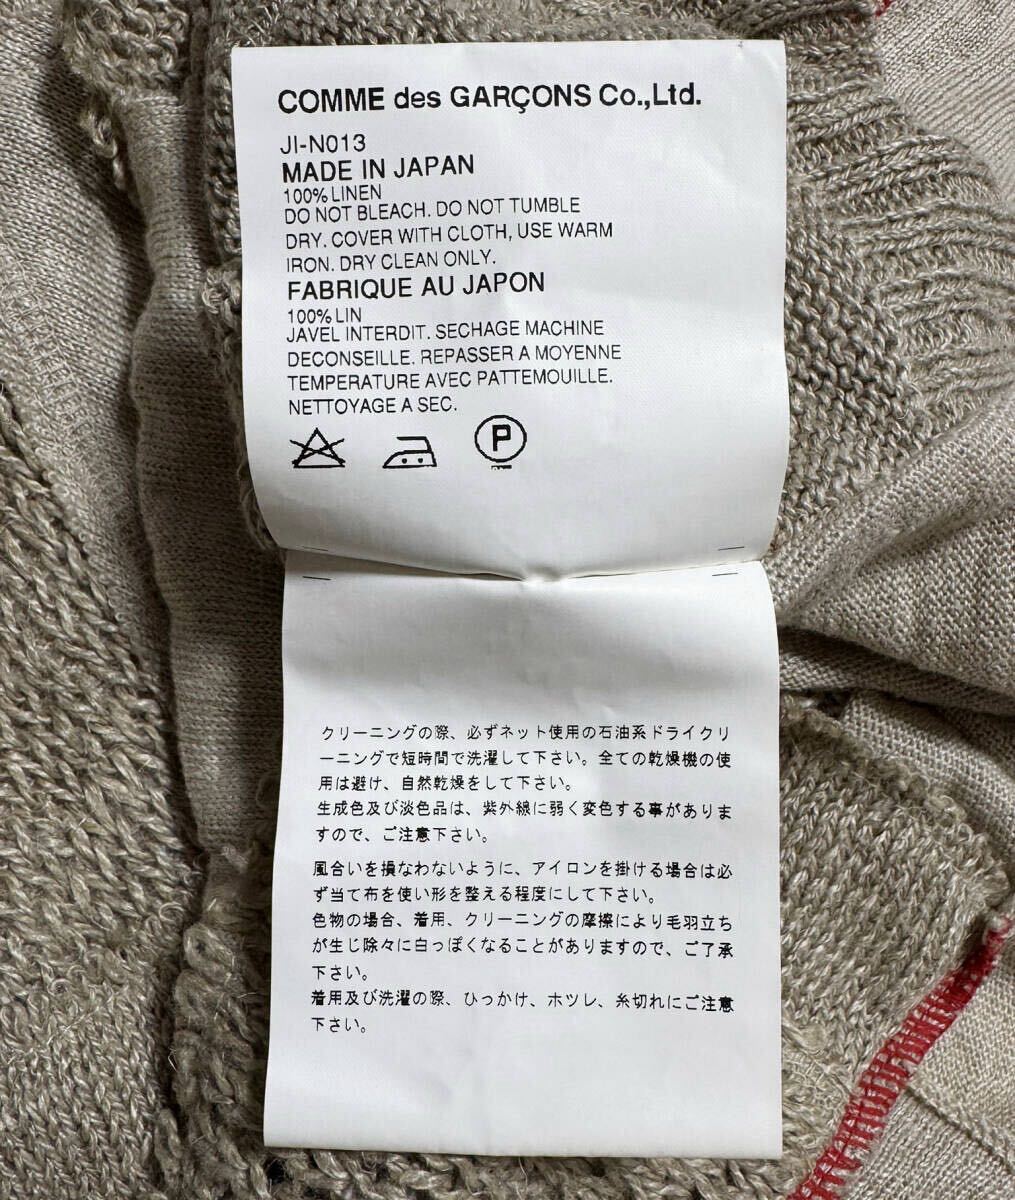 COMME des GARÇONS Co.,Ltd.
JI-N013
MADE IN JAPAN
100% LINEN
DO NOT BLEACH. DO NOT TUMBLE
DRY. COVER WITH CLOTH, USE WARM
IRON. DRY CLEAN ONLY.
FABRIQUE AU JAPON
100% LIN
JAVEL INTERDIT. SECHAGE MACHINE
DECONSEILLE. REPASSER A MOYENNE
TEMPERATURE AVEC PATTEMOUILLE.
NETTOYAGE A SEC.
P
クリーニングの際、必ずネット使用の石油系ドライクリ
ーニングで短時間で洗濯して下さい。全ての乾燥機の使
用は避け、自然乾燥をして下さい。
生成色及び淡色品は、紫外線に弱く変色する事がありま
すので、ご注意下さい。
風合いを損なわないように、アイロンを掛ける場合は必
ず当て布を使い形を整える程度にして下さい。
色物の場合、着用、クリーニングの摩擦により毛羽立ち
が生じ除々に白っぽくなることがありますので、ご了承
下さい。
着用及び洗濯の際、ひっかけ、ホツレ、糸切れにご注意
下さい。